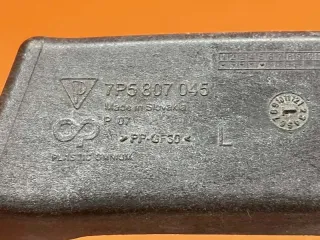 7P5 807 045
Made in Slovakia
P 07
>PP-GF30<
L
PLASTIC OMNIUM